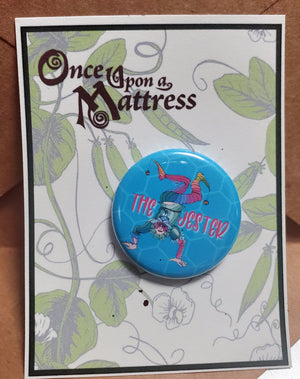 Once Upon a
Mattress
THE JESTER